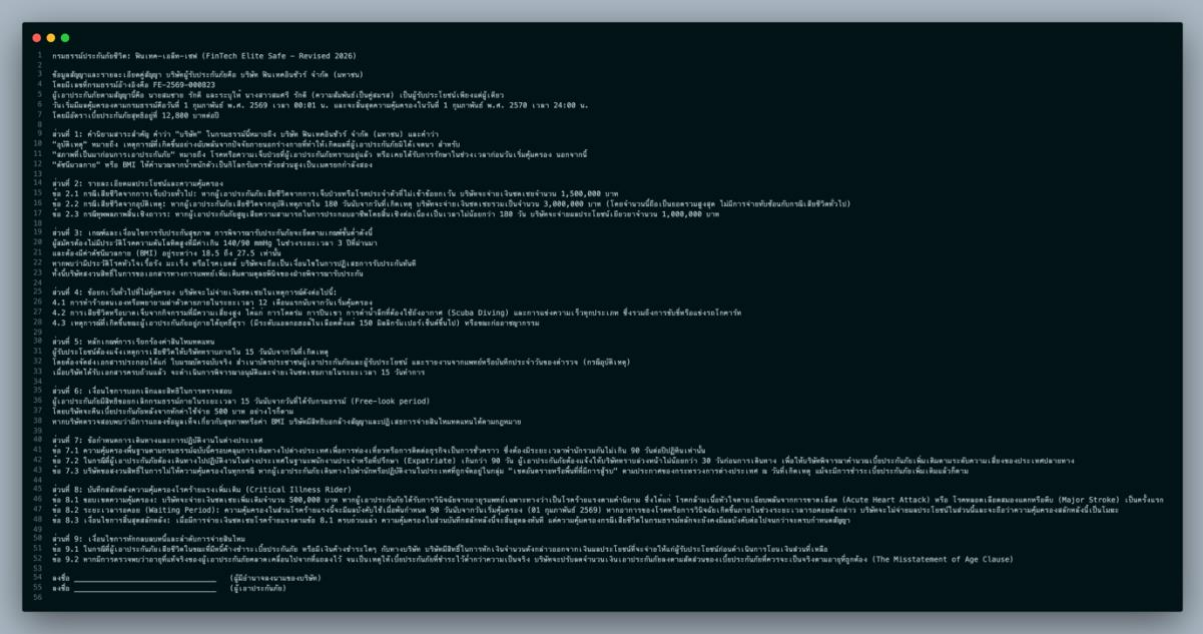 1 กรมธรรม์ประกันภัยชีวิต: ฟินเทค-เอลีท-เซฟ (FinTech Elite Safe – Revised 2026)
2
3 ข้อมูลสัญญาและรายละเอียดคู่สัญญา บริษัทผู้รับประกันภัยคือ บริษัท ฟินเทคอินชัวร์ จำกัด (มหาชน)
4 โดยมีเลขที่กรมธรรม์อ้างอิงคือ FE-2569-000823
5 ผู้เอาประกันภัยตามสัญญานี้คือ นายสมชาย รักดี และระบุให้ นางสาวสมศรี รักดี (ความสัมพันธ์เป็นคู่สมรส) เป็นผู้รับประโยชน์เพียงแต่ผู้เดียว
6 วันเริ่มมีผลคุ้มครองตามกรมธรรม์คือวันที่ 1 กุมภาพันธ์ พ.ศ. 2569 เวลา 00:01 น. และจะสิ้นสุดความคุ้มครองในวันที่ 1 กุมภาพันธ์ พ.ศ. 2570 เวลา 24:00 น.
7 โดยมีอัตราเบี้ยประกันภัยสุทธิอยู่ที่ 12,800 บาทต่อปี
8
9 ส่วนที่ 1: คำนิยามสาระสำคัญ คำว่า "บริษัท" ในกรมธรรม์นี้หมายถึง บริษัท ฟินเทคอินชัวร์ จำกัด (มหาชน) และคำว่า
10 "อุบัติเหตุ" หมายถึง เหตุการณ์ที่เกิดขึ้นอย่างฉับพลันจากปัจจัยภายนอกร่างกายที่ทำให้เกิดผลที่ผู้เอาประกันภัยมิได้เจตนา สำหรับ
11 "สภาพที่เป็นมาก่อนการเอาประกันภัย" หมายถึง โรคหรือความเจ็บป่วยที่ผู้เอาประกันภัยทราบอยู่แล้ว หรือเคยได้รับการรักษาในช่วงเวลาก่อนวันเริ่มคุ้มครอง นอกจากนี้
12 "ดัชนีมวลกาย" หรือ BMI ให้คำนวณจากน้ำหนักตัวเป็นกิโลกรัมหารด้วยส่วนสูงเป็นเมตรยกกำลังสอง
13
14 ส่วนที่ 2: รายละเอียดผลประโยชน์และความคุ้มครอง
15 ข้อ 2.1 กรณีเสียชีวิตจากการเจ็บป่วยทั่วไป: หากผู้เอาประกันภัยเสียชีวิตจากการเจ็บป่วยหรือโรคประจำตัวที่ไม่เข้าข้อยกเว้น บริษัทจะจ่ายเงินชดเชยจำนวน 1,500,000 บาท
16 ข้อ 2.2 กรณีเสียชีวิตจากอุบัติเหตุ: หากผู้เอาประกันภัยเสียชีวิตจากอุบัติเหตุภายใน 180 วันนับจากวันที่เกิดเหตุ บริษัทจะจ่ายเงินชดเชยรวมเป็นจำนวน 3,000,000 บาท (โดยจำนวนนี้ถือเป็นยอดรวมสูงสุด ไม่มีการจ่ายทับซ้อนกับกรณีเสียชีวิตทั่วไป)
17 ข้อ 2.3 กรณีทุพพลภาพสิ้นเชิงถาวร: หากผู้เอาประกันภัยสูญเสียความสามารถในการประกอบอาชีพโดยสิ้นเชิงต่อเนื่องเป็นเวลาไม่น้อยกว่า 180 วัน บริษัทจะจ่ายผลประโยชน์เยียวยาจำนวน 1,000,000 บาท
18
19 ส่วนที่ 3: เกณฑ์และเงื่อนไขการรับประกันสุขภาพ การพิจารณารับประกันภัยจะยึดตามเกณฑ์ขั้นต่ำดังนี้
20 ผู้สมัครต้องไม่มีประวัติโรคความดันโลหิตสูงที่มีค่าเกิน 140/90 mmHg ในช่วงระยะเวลา 3 ปีที่ผ่านมา
21 และต้องมีค่าดัชนีมวลกาย (BMI) อยู่ระหว่าง 18.5 ถึง 27.5 เท่านั้น
22 หากพบว่ามีประวัติโรคหัวใจเรื้อรัง มะเร็ง หรือโรคเอดส์ บริษัทจะถือเป็นเงื่อนไขในการปฏิเสธการรับประกันทันที
23 ทั้งนี้บริษัทสงวนสิทธิ์ในการขอเอกสารทางการแพทย์เพิ่มเติมตามดุลยพินิจของฝ่ายพิจารณารับประกัน
24
25 ส่วนที่ 4: ข้อยกเว้นทั่วไปที่ไม่คุ้มครอง บริษัทจะไม่จ่ายเงินชดเชยในเหตุการณ์ดังต่อไปนี้:
26 4.1 การทำร้ายตนเองหรือพยายามฆ่าตัวตายภายในระยะเวลา 12 เดือนแรกนับจากวันเริ่มคุ้มครอง
27 4.2 การเสียชีวิตหรือบาดเจ็บจากกิจกรรมที่มีความเสี่ยงสูง ได้แก่ การโดดร่ม การปีนเขา การดำน้ำลึกที่ต้องใช้ถังอากาศ (Scuba Diving) และการแข่งความเร็วทุกประเภท ซึ่งรวมถึงการขับขี่หรือแข่งรถโกคาร์ท
28 4.3 เหตุการณ์ที่เกิดขึ้นขณะผู้เอาประกันภัยอยู่ภายใต้ฤทธิ์สุรา (มีระดับแอลกอฮอล์ในเลือดตั้งแต่ 150 มิลลิกรัมเปอร์เซ็นต์ขึ้นไป) หรือขณะก่ออาชญากรรม
29
30 ส่วนที่ 5: หลักเกณฑ์การเรียกร้องค่าสินไหมทดแทน
31 ผู้รับประโยชน์ต้องแจ้งเหตุการเสียชีวิตให้บริษัททราบภายใน 15 วันนับจากวันที่เกิดเหตุ
32 โดยต้องจัดส่งเอกสารประกอบได้แก่ ใบมรณบัตรฉบับจริง สำเนาบัตรประชาชนผู้เอาประกันภัยและผู้รับประโยชน์ และรายงานจากแพทย์หรือบันทึกประจำวันของตำรวจ (กรณีอุบัติเหตุ)
33 เมื่อบริษัทได้รับเอกสารครบถ้วนแล้ว จะดำเนินการพิจารณาอนุมัติและจ่ายเงินชดเชยภายในระยะเวลา 15 วันทำการ
34
35 ส่วนที่ 6: เงื่อนไขการบอกเลิกและสิทธิในการตรวจสอบ
36 ผู้เอาประกันภัยมีสิทธิขอยกเลิกกรมธรรม์ภายในระยะเวลา 15 วันนับจากวันที่ได้รับกรมธรรม์ (Free-look period)
37 โดยบริษัทจะคืนเบี้ยประกันภัยหลังจากหักค่าใช้จ่าย 500 บาท อย่างไรก็ตาม
38 หากบริษัทตรวจสอบพบว่ามีการแถลงข้อมูลเท็จเกี่ยวกับสุขภาพหรือค่า BMI บริษัทมีสิทธิบอกล้างสัญญาและปฏิเสธการจ่ายสินไหมทดแทนได้ตามกฎหมาย
39
40 ส่วนที่ 7: ข้อกำหนดการเดินทางและการปฏิบัติงานในต่างประเทศ
41 ข้อ 7.1 ความคุ้มครองพื้นฐานตามกรมธรรม์ฉบับนี้ครอบคลุมการเดินทางไปต่างประเทศเพื่อการท่องเที่ยวหรือการติดต่อธุรกิจเป็นการชั่วคราว ซึ่งต้องมีระยะเวลาพำนักรวมกันไม่เกิน 90 วันต่อปีปฏิทินเท่านั้น
42 ข้อ 7.2 ในกรณีที่ผู้เอาประกันภัยต้องเดินทางไปปฏิบัติงานในต่างประเทศในฐานะพนักงานประจำหรือที่ปรึกษา (Expatriate) เกินกว่า 90 วัน ผู้เอาประกันภัยต้องแจ้งให้บริษัททราบล่วงหน้าไม่น้อยกว่า 30 วันก่อนการเดินทาง เพื่อให้บริษัทพิจารณาคำนวณเบี้ยประกันภัยเพิ่มเติมตามระดับความเสี่ยงของประเทศปลายทาง
43 ข้อ 7.3 บริษัทขอสงวนสิทธิ์ในการไม่ให้ความคุ้มครองในทุกกรณี หากผู้เอาประกันภัยเดินทางไปพำนักหรือปฏิบัติงานในประเทศที่ถูกจัดอยู่ในกลุ่ม "เขตอันตรายหรือพื้นที่ที่มีการสู้รบ" ตามประกาศของกระทรวงการต่างประเทศ ณ วันที่เกิดเหตุ แม้จะมีการชำระเบี้ยประกันภัยเพิ่มเติมแล้วก็ตาม
44
45 ส่วนที่ 8: บันทึกสลักหลังความคุ้มครองโรคร้ายแรงเพิ่มเติม (Critical Illness Rider)
46 ข้อ 8.1 ขอบเขตความคุ้มครอง: บริษัทจะจ่ายเงินชดเชยเพิ่มเติมจำนวน 500,000 บาท หากผู้เอาประกันภัยได้รับการวินิจฉัยจากอายุรแพทย์เฉพาะทางว่าเป็นโรคร้ายแรงตามคำนิยาม ซึ่งได้แก่ โรคกล้ามเนื้อหัวใจตายเฉียบพลันจากการขาดเลือด (Acute Heart Attack) หรือ โรคหลอดเลือดสมองแตกหรืออุดตัน (Major Stroke) เป็นครั้งแรก
47 ข้อ 8.2 ระยะเวลารอคอย (Waiting Period): ความคุ้มครองในส่วนโรคร้ายแรงนี้จะมีผลบังคับใช้เมื่อพ้นกำหนด 90 วันนับจากวันเริ่มคุ้มครอง (01 กุมภาพันธ์ 2569) หากอาการของโรคหรือการวินิจฉัยเกิดขึ้นภายในช่วงระยะเวลารอคอยดังกล่าว บริษัทจะไม่จ่ายผลประโยชน์ในส่วนนี้และจะถือว่าความคุ้มครองสลักหลังนี้เป็นโมฆะ
48 ข้อ 8.3 เงื่อนไขการสิ้นสุดสลักหลัง: เมื่อมีการจ่ายเงินชดเชยโรคร้ายแรงตามข้อ 8.1 ครบถ้วนแล้ว ความคุ้มครองในส่วนบันทึกสลักหลังนี้จะสิ้นสุดลงทันที แต่ความคุ้มครองกรณีเสียชีวิตในกรมธรรม์หลักจะยังคงมีผลบังคับต่อไปจนกว่าจะครบกำหนดสัญญา
49
50 ส่วนที่ 9: เงื่อนไขการหักกลบลบหนี้และลำดับการจ่ายสินไหม
51 ข้อ 9.1 ในกรณีที่ผู้เอาประกันภัยเสียชีวิตในขณะที่มีหนี้ค้างชำระเบี้ยประกันภัย หรือมีเงินค้างชำระใดๆ กับทางบริษัท บริษัทมีสิทธิ์ในการหักเงินจำนวนดังกล่าวออกจากเงินผลประโยชน์ที่จะจ่ายให้แก่ผู้รับประโยชน์ก่อนดำเนินการโอนเงินส่วนที่เหลือ
52 ข้อ 9.2 หากมีการตรวจพบว่าอายุที่แท้จริงของผู้เอาประกันภัยคลาดเคลื่อนไปจากที่แถลงไว้ จนเป็นเหตุให้เบี้ยประกันภัยที่ชำระไว้ต่ำกว่าความเป็นจริง บริษัทจะปรับลดจำนวนเงินเอาประกันภัยลงตามสัดส่วนของเบี้ยประกันภัยที่ควรจะเป็นจริงตามอายุที่ถูกต้อง (The Misstatement of Age Clause)
53
54 ลงชื่อ ________________________________ (ผู้มีอำนาจลงนามของบริษัท)
55 ลงชื่อ ________________________________ (ผู้เอาประกันภัย)
56